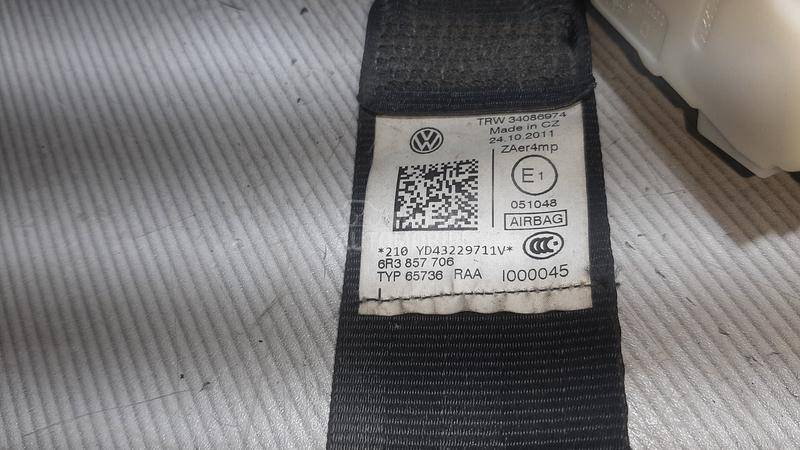 TRW 34086974
Made in CZ
24.10.2011
ZAer4mp
E1
051048
AIRBAG
*210 YD43229711V*
6R3 857 706
TYP 65736 RAA I000045